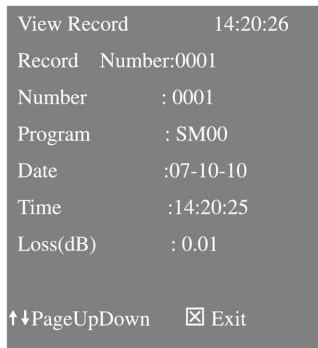 View Record 14:20:26
Record Number:0001
Number : 0001
Program : SM00
Date :07-10-10
Time :14:20:25
Loss(dB) : 0.01
↑↓PageUpDown ☒ Exit